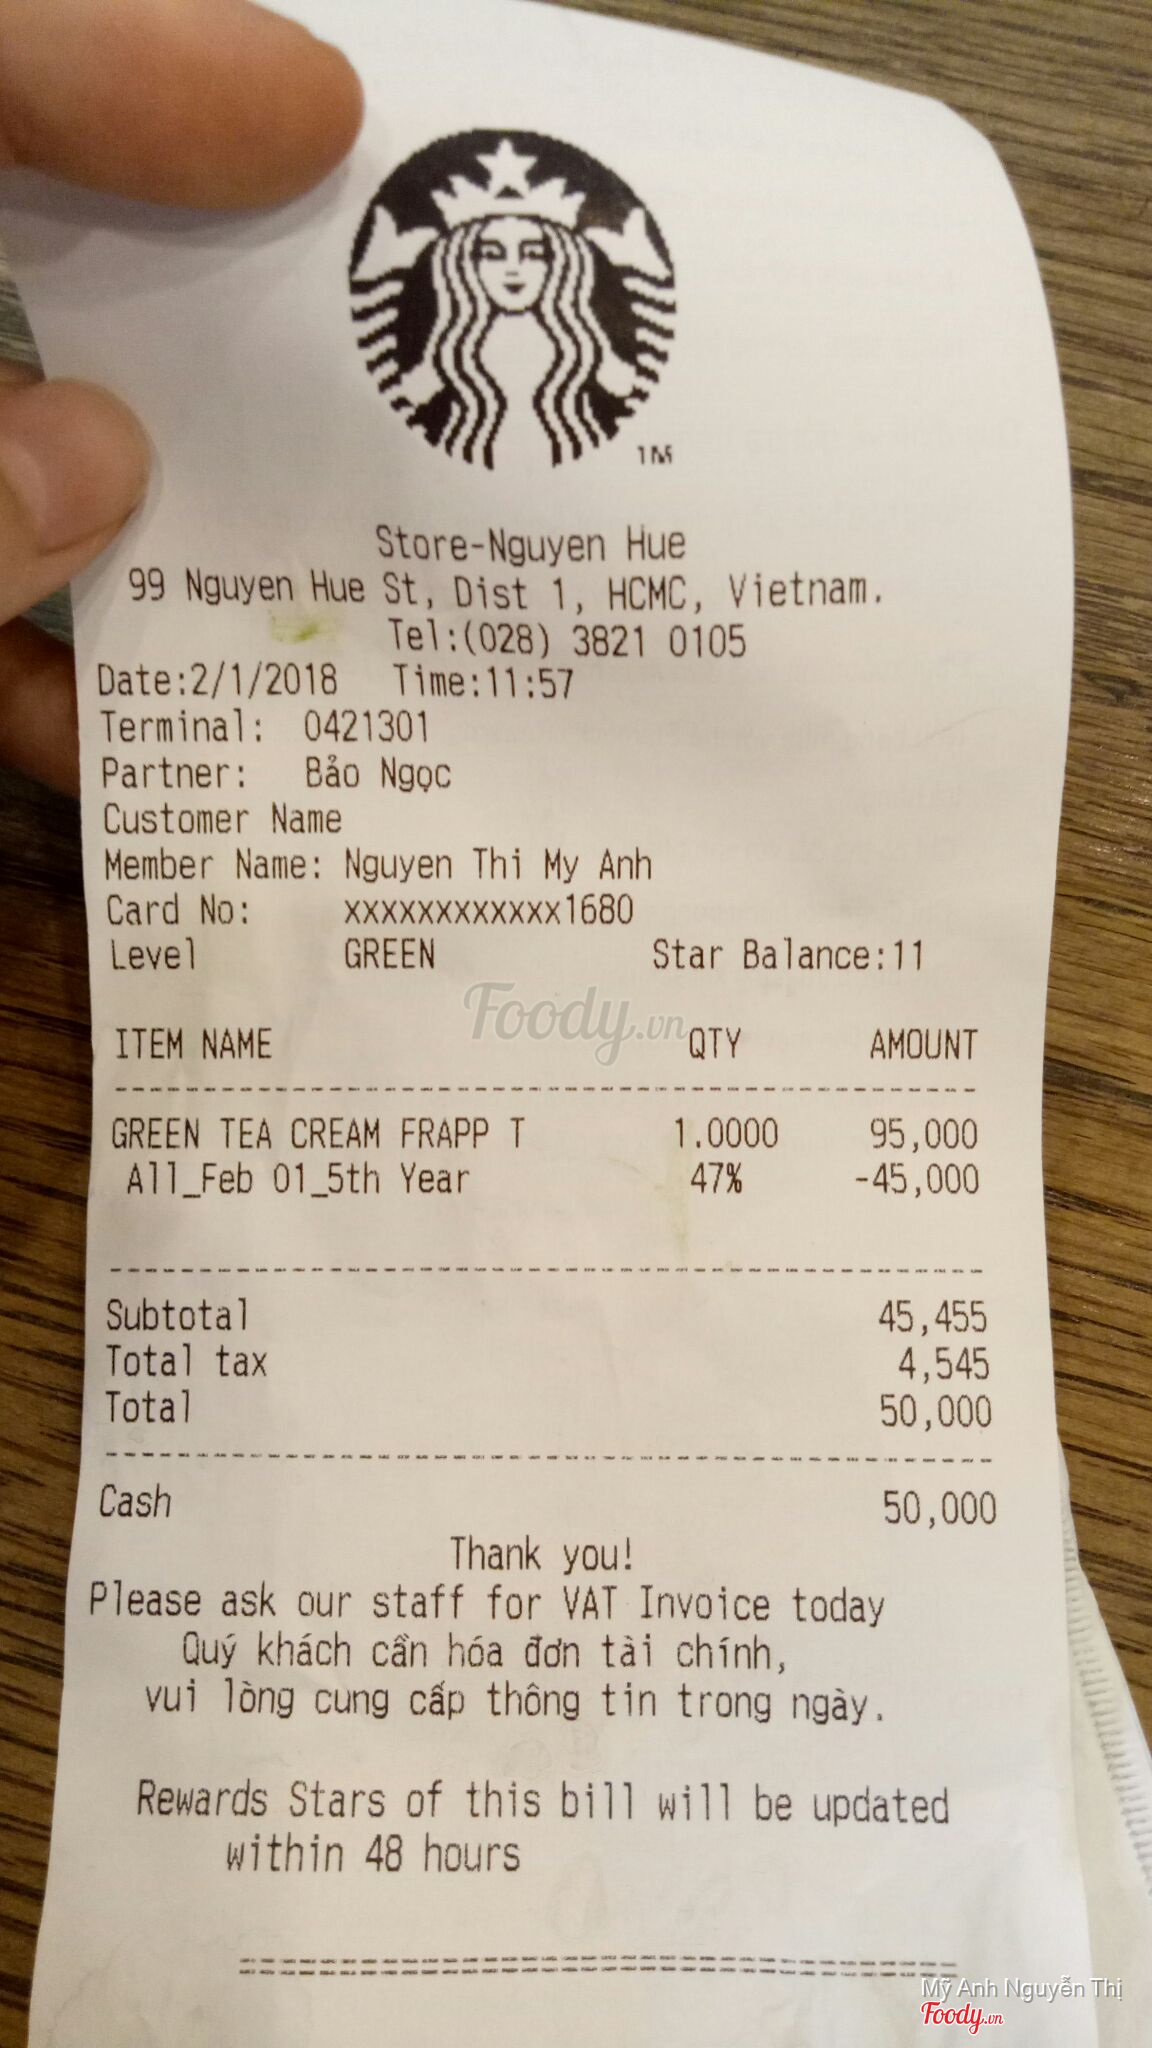 TM
Store-Nguyen Hue
99 Nguyen Hue St, Dist 1, HCMC, Vietnam.
Tel:(028) 3821 0105
Date:2/1/2018 Time:11:57
Terminal: 0421301
Partner: Bảo Ngọc
Customer Name
Member Name: Nguyen Thi My Anh
Card No: xxxxxxxxxxxx1680
Level GREEN Star Balance:11
Foody.vn
ITEM NAME QTY AMOUNT
GREEN TEA CREAM FRAPP T 1.0000 95,000
All_Feb 01_5th Year 47% -45,000
Subtotal 45,455
Total tax 4,545
Total 50,000
Cash 50,000
Thank you!
Please ask our staff for VAT Invoice today
Quý khách cần hóa đơn tài chính,
vui lòng cung cấp thông tin trong ngày.
Rewards Stars of this bill will be updated
within 48 hours
Mỹ Anh Nguyễn Thị
Foody.vn